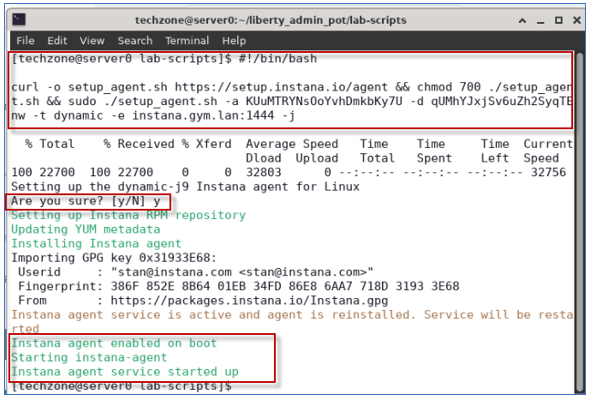 techzone@server0:~/liberty_admin_pot/lab-scripts
File Edit View Search Terminal Help
[techzone@server0 lab-scripts]$ #!/bin/bash
curl -o setup_agent.sh https://setup.instana.io/agent && chmod 700 ./setup_agen
t.sh && sudo ./setup_agent.sh -a KUuMTRYNsOoYvhDmkbKy7U -d qUMhYJxjSv6uZh2SyqTE
nw -t dynamic -e instana.gym.lan:1444 -j
% Total % Received % Xferd Average Speed Time Time Time Current
Dload Upload Total Spent Left Speed
100 22700 100 22700 0 0 32803 0 --:--:-- --:--:-- --:--:-- 32756
Setting up the dynamic-j9 Instana agent for Linux
Are you sure? [y/N] y
Setting up Instana RPM repository
Updating YUM metadata
Installing Instana agent
Importing GPG key 0x31933E68:
Userid : "stan@instana.com <stan@instana.com>"
Fingerprint: 386F 852E 8B64 01EB 34FD 86E8 6AA7 718D 3193 3E68
From : https://packages.instana.io/Instana.gpg
Instana agent service is active and agent is reinstalled. Service will be resta
rted
Instana agent enabled on boot
Starting instana-agent
Instana agent service started up
[techzone@server0 lab-scripts]$